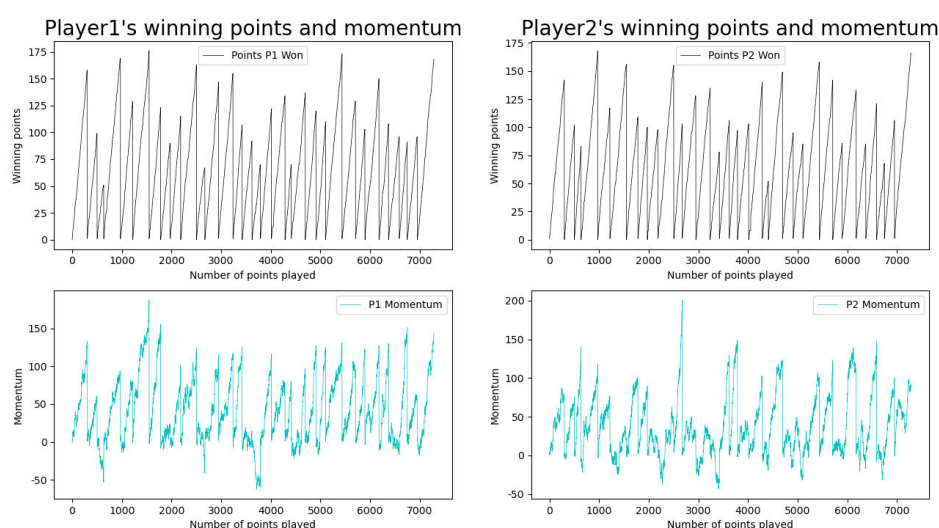 Player1's winning points and momentum
Player2's winning points and momentum
Points P1 Won
Winning points
175
150
125
100
75
50
25
0
0 1000 2000 3000 4000 5000 6000 7000
Number of points played
Points P2 Won
Winning points
175
150
125
100
75
50
25
0
0 1000 2000 3000 4000 5000 6000 7000
Number of points played
P1 Momentum
Momentum
150
100
50
0
-50
0 1000 2000 3000 4000 5000 6000 7000
Number of points played
P2 Momentum
Momentum
200
150
100
50
0
-50
0 1000 2000 3000 4000 5000 6000 7000
Number of points played